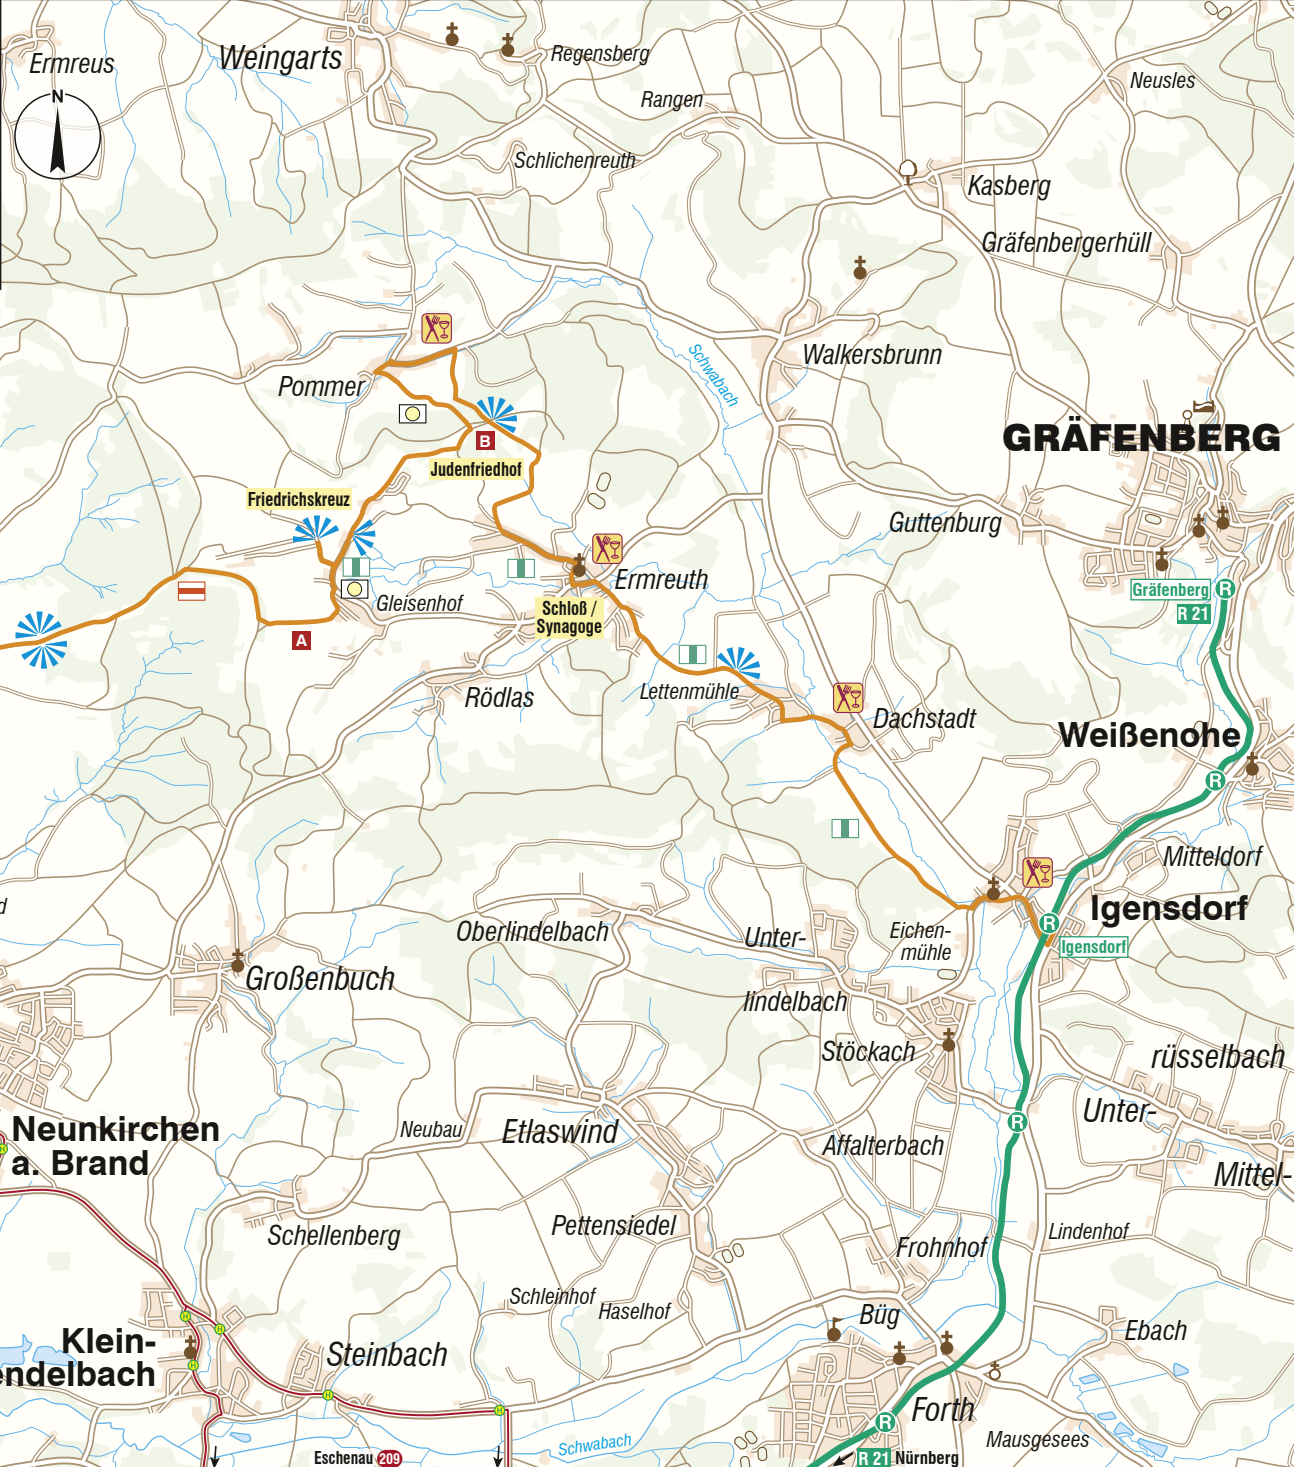 Ermreus
N
Weingarts
Regensberg
Rangen
Neusles
Schlichenreuth
Kasberg
Gräfenbergerhüll
Schwabach
Walkersbrunn
Pommer
GRÄFENBERG
B
Judenfriedhof
Friedrichskreuz
Guttenburg
Ermreuth
Gleisenhof
Schloß /
Synagoge
Gräfenberg
R
R 21
A
Rödlas
Lettenmühle
Dachstadt
Weißenohe
R
Mitteldorf
d
Igensdorf
R
Igensdorf
Oberlindelbach
Unter-
lindelbach
Eichen-
mühle
Großenbuch
Stöckach
rüsselbach
Unter-
Mittel-
Neunkirchen
a. Brand
H
Neubau
Etlaswind
R
Affalterbach
Schellenberg
Pettensiedel
Frohnhof
Lindenhof
Schleinhof
Haselhof
Büg
Ebach
H
H
Klein-
endelbach
H
Steinbach
H
H
Forth
R
Mausgesees
Schwabach
Eschenau 209
R 21 Nürnberg